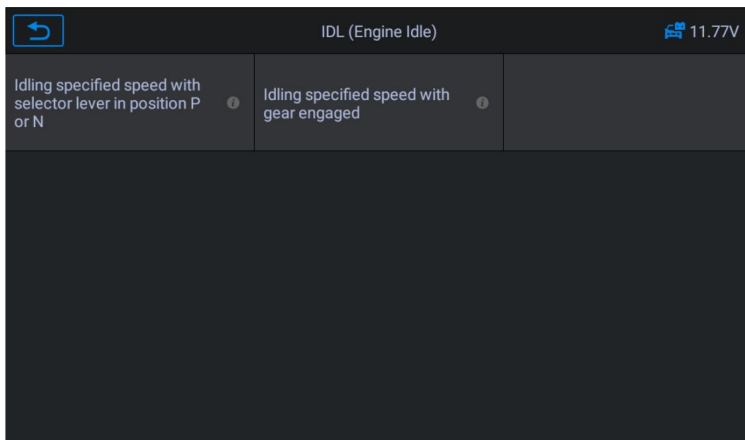 IDL (Engine Idle)
11.77V
Idling specified speed with
selector lever in position P
or N
Idling specified speed with
gear engaged